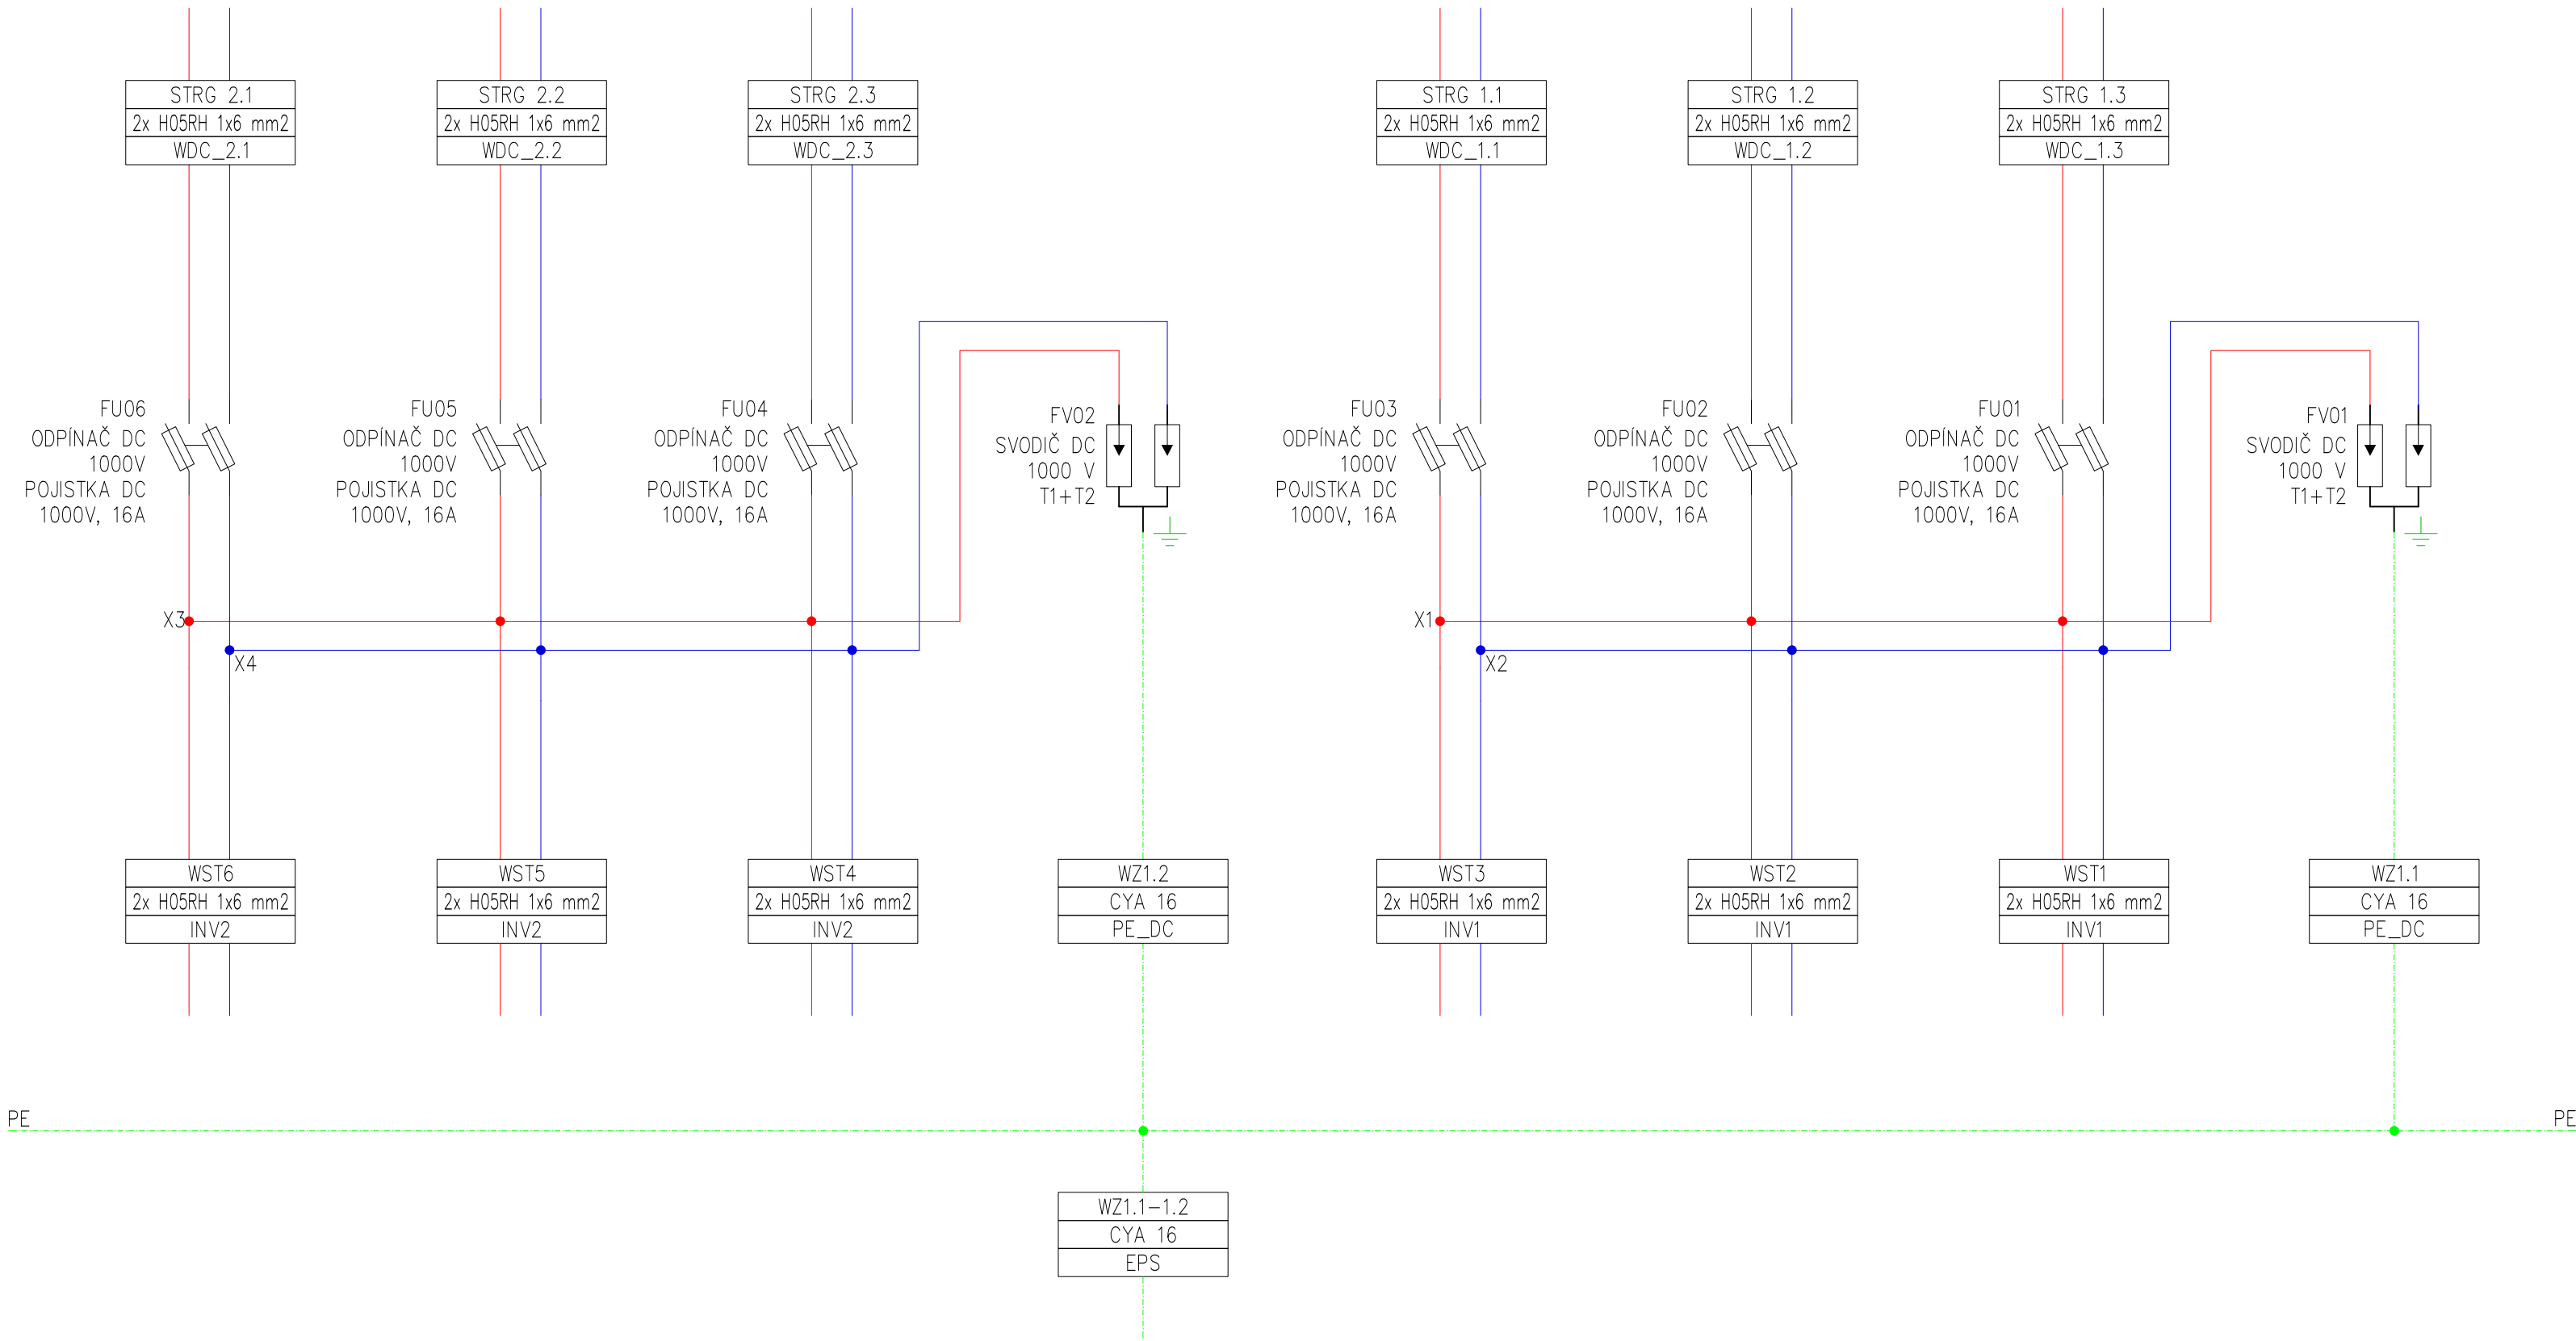 STRG 2.1
2x H05RH 1x6 mm2
WDC_2.1
STRG 2.2
2x H05RH 1x6 mm2
WDC_2.2
STRG 2.3
2x H05RH 1x6 mm2
WDC_2.3
STRG 1.1
2x H05RH 1x6 mm2
WDC_1.1
STRG 1.2
2x H05RH 1x6 mm2
WDC_1.2
STRG 1.3
2x H05RH 1x6 mm2
WDC_1.3
FU06
ODPÍNAČ DC
1000V
POJISTKA DC
1000V, 16A
FU05
ODPÍNAČ DC
1000V
POJISTKA DC
1000V, 16A
FU04
ODPÍNAČ DC
1000V
POJISTKA DC
1000V, 16A
FV02
SVODIČ DC
1000 V
T1+T2
FU03
ODPÍNAČ DC
1000V
POJISTKA DC
1000V, 16A
FU02
ODPÍNAČ DC
1000V
POJISTKA DC
1000V, 16A
FU01
ODPÍNAČ DC
1000V
POJISTKA DC
1000V, 16A
FV01
SVODIČ DC
1000 V
T1+T2
X3
X4
X1
X2
WST6
2x H05RH 1x6 mm2
INV2
WST5
2x H05RH 1x6 mm2
INV2
WST4
2x H05RH 1x6 mm2
INV2
WZ1.2
CYA 16
PE_DC
WST3
2x H05RH 1x6 mm2
INV1
WST2
2x H05RH 1x6 mm2
INV1
WST1
2x H05RH 1x6 mm2
INV1
WZ1.1
CYA 16
PE_DC
PE
PE
WZ1.1-1.2
CYA 16
EPS